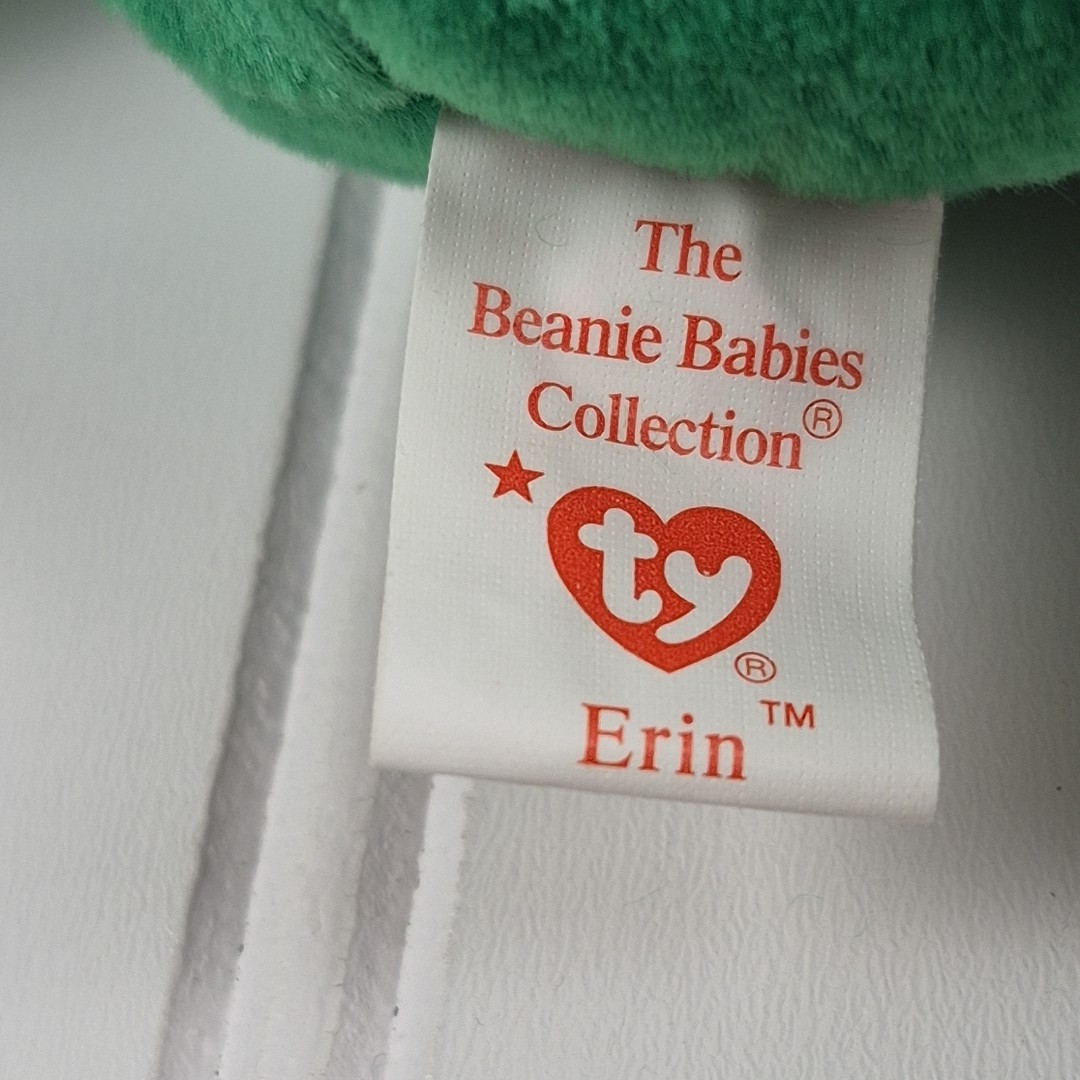 The
Beanie Babies
Collection®
ty®
Erin™